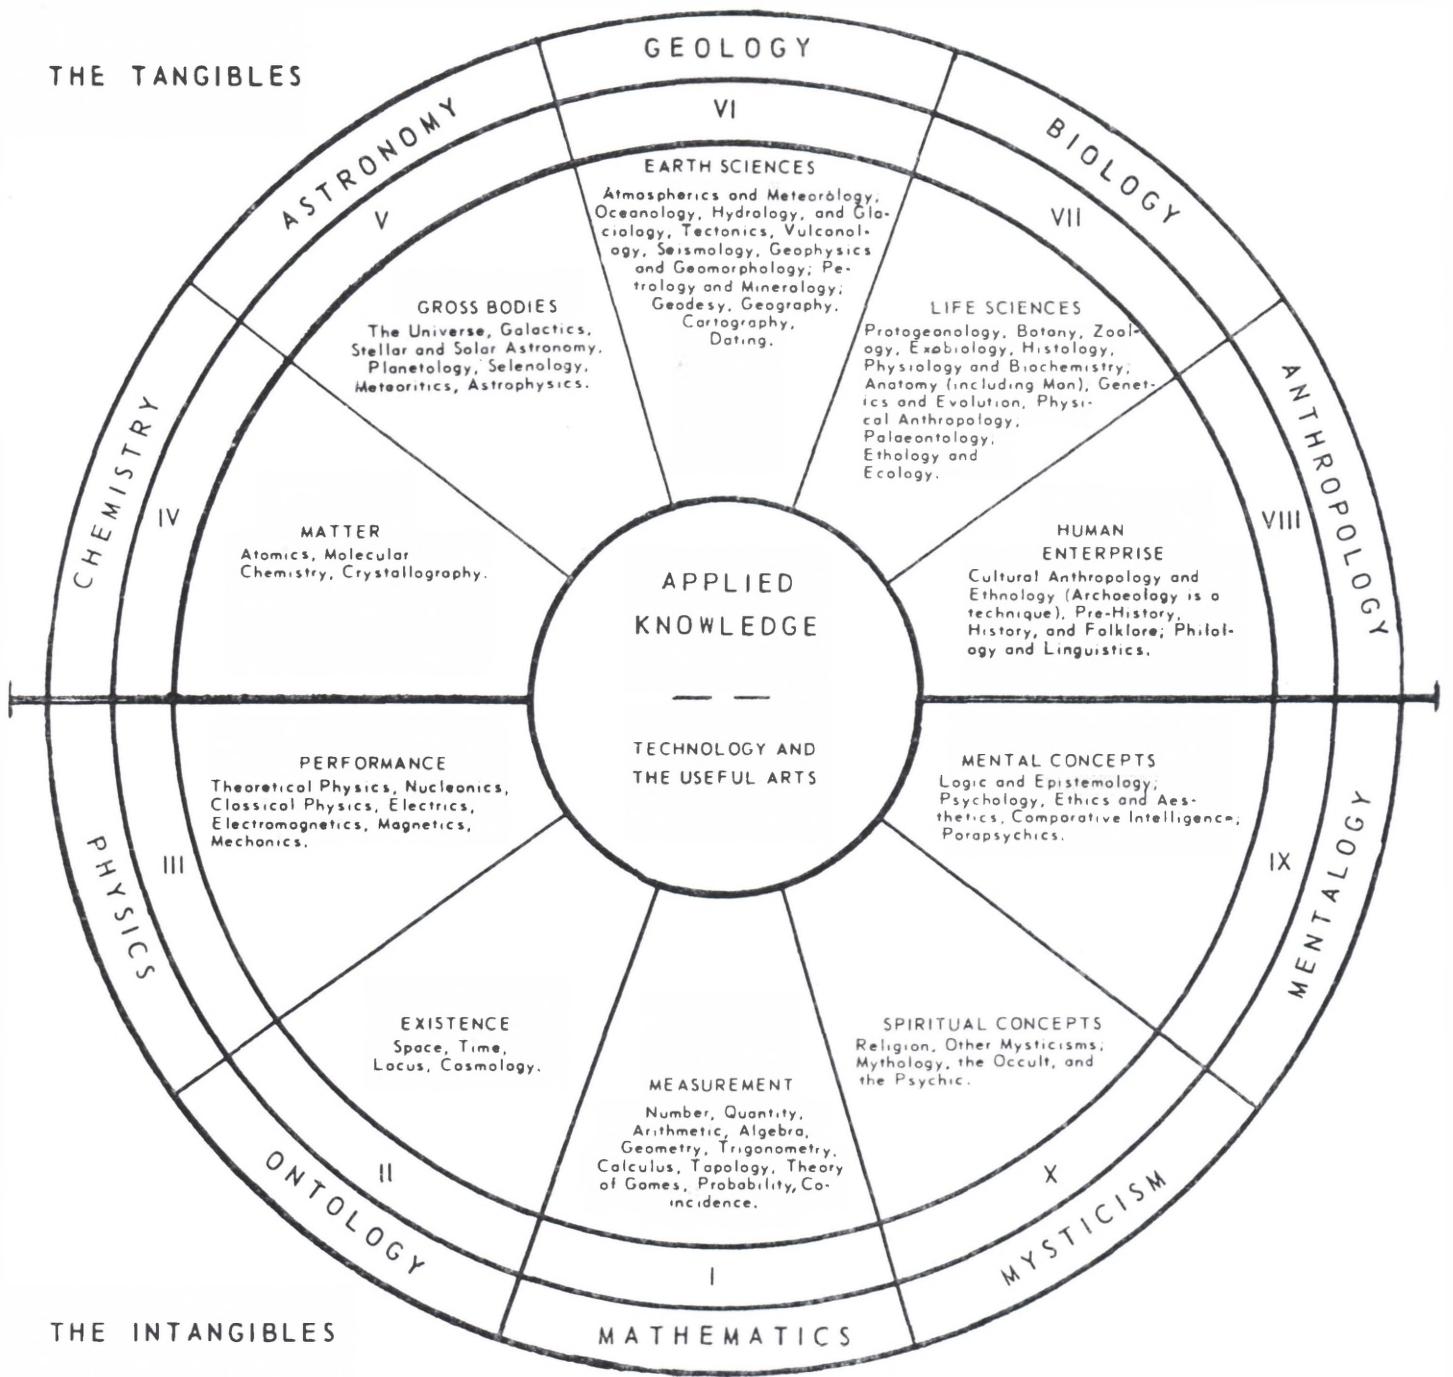 THE TANGIBLES
GEOLOGY
VI
EARTH SCIENCES
Atmospherics and Meteorology;
Oceanology, Hydrology, and Gla-
ciology, Tectonics, Vulconol-
ogy, Seismology, Geophysics
and Geomorphology; Pe-
trology and Minerology;
Geodesy, Geography,
Cartography,
Dating.
BIOLOGY
VII
LIFE SCIENCES
Protogeonology, Botany, Zool-
ogy, Exobiology, Histology,
Physiology and Biochemistry;
Anatomy (including Man), Genet-
ics and Evolution, Physi-
cal Anthropology;
Palaeontology,
Ethology and
Ecology.
ANTHROPOLOGY
VIII
HUMAN
ENTERPRISE
Cultural Anthropology and
Ethnology (Archaeology is a
technique), Pre-History,
History, and Folklore; Philol-
ogy and Linguistics.
MENTALOGY
IX
MENTAL CONCEPTS
Logic and Epistemology;
Psychology, Ethics and Aes-
thetics, Comparative Intelligence;
Parapsychics.
MYSTICISM
X
SPIRITUAL CONCEPTS
Religion, Other Mysticisms;
Mythology, the Occult, and
the Psychic.
MATHEMATICS
I
MEASUREMENT
Number, Quantity,
Arithmetic, Algebra,
Geometry, Trigonometry,
Calculus, Topology, Theory
of Games, Probability, Co-
incidence.
ONTOLOGY
II
EXISTENCE
Space, Time,
Locus, Cosmology.
PHYSICS
III
PERFORMANCE
Theoretical Physics, Nucleonics,
Classical Physics, Electrics,
Electromagnetics, Magnetics,
Mechonics.
CHEMISTRY
IV
MATTER
Atomics, Molecular
Chemistry, Crystallography.
ASTRONOMY
V
GROSS BODIES
The Universe, Galactics,
Stellar and Solar Astronomy,
Planetology, Selenology,
Meteoritics, Astrophysics.
APPLIED
KNOWLEDGE
— —
TECHNOLOGY AND
THE USEFUL ARTS
THE INTANGIBLES